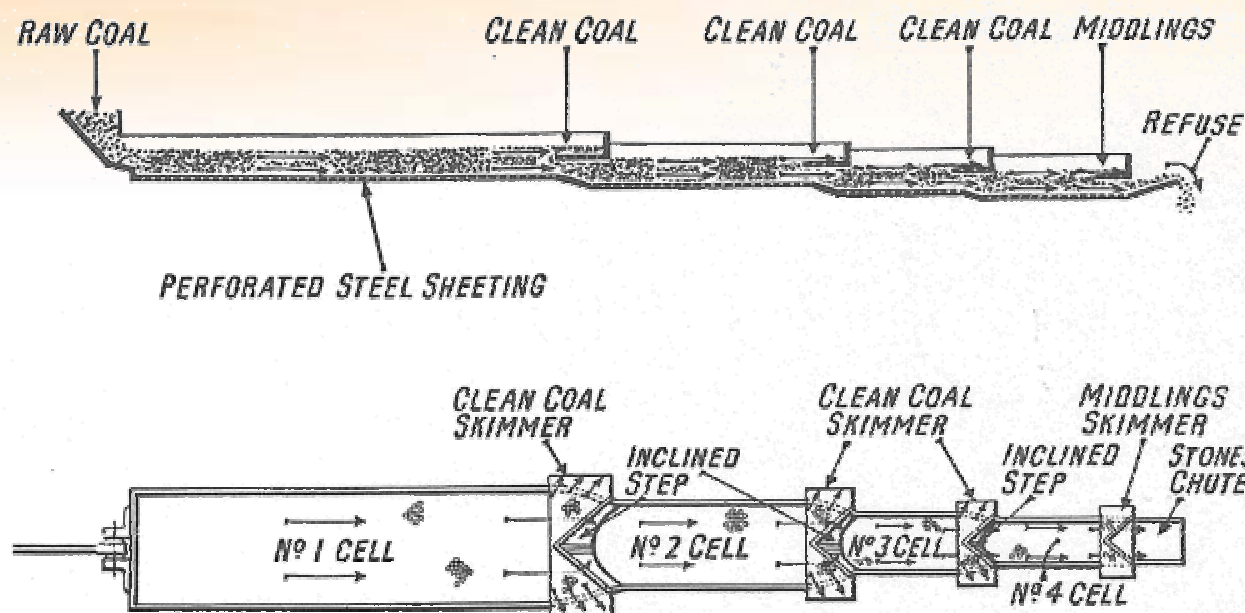 RAW COAL
CLEAN COAL
CLEAN COAL
CLEAN COAL
MIDDLINGS
REFUSE
PERFORATED STEEL SHEETING
CLEAN COAL
SKIMMER
CLEAN COAL
SKIMMER
MIDDLINGS
SKIMMER
INCLINED
STEP
INCLINED
STEP
STONES
CHUTE
Nº 1 CELL
Nº 2 CELL
Nº 3 CELL
Nº 4 CELL